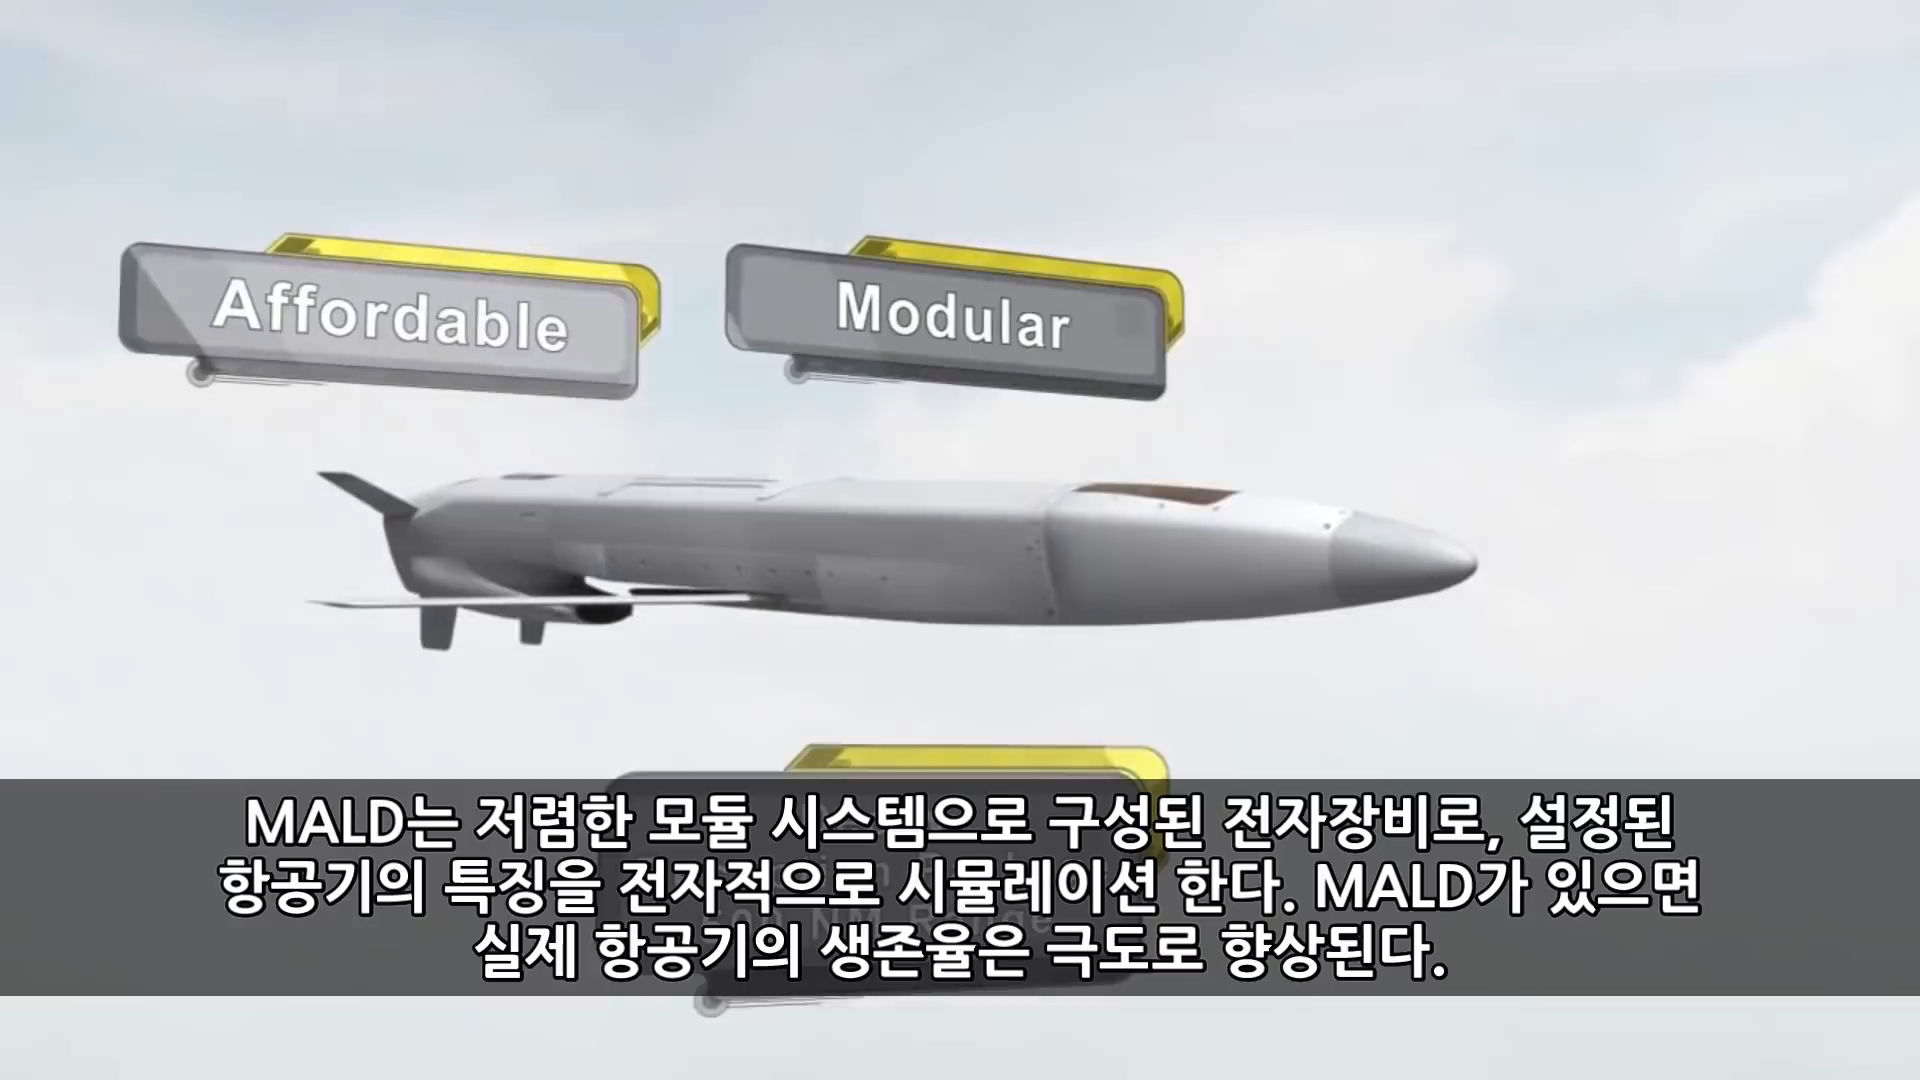 Affordable
Modular
MALD는 저렴한 모듈 시스템으로 구성된 전자장비로, 설정된
항공기의 특징을 전자적으로 시뮬레이션 한다. MALD가 있으면
실제 항공기의 생존율은 극도로 향상된다.